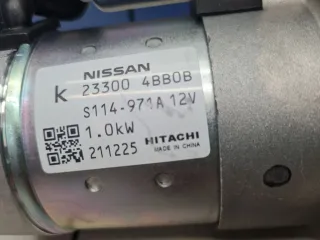 NISSAN
K 23300 4BB0B
S114-971A 12V
1.0kW
HITACHI
211225 MADE IN CHINA